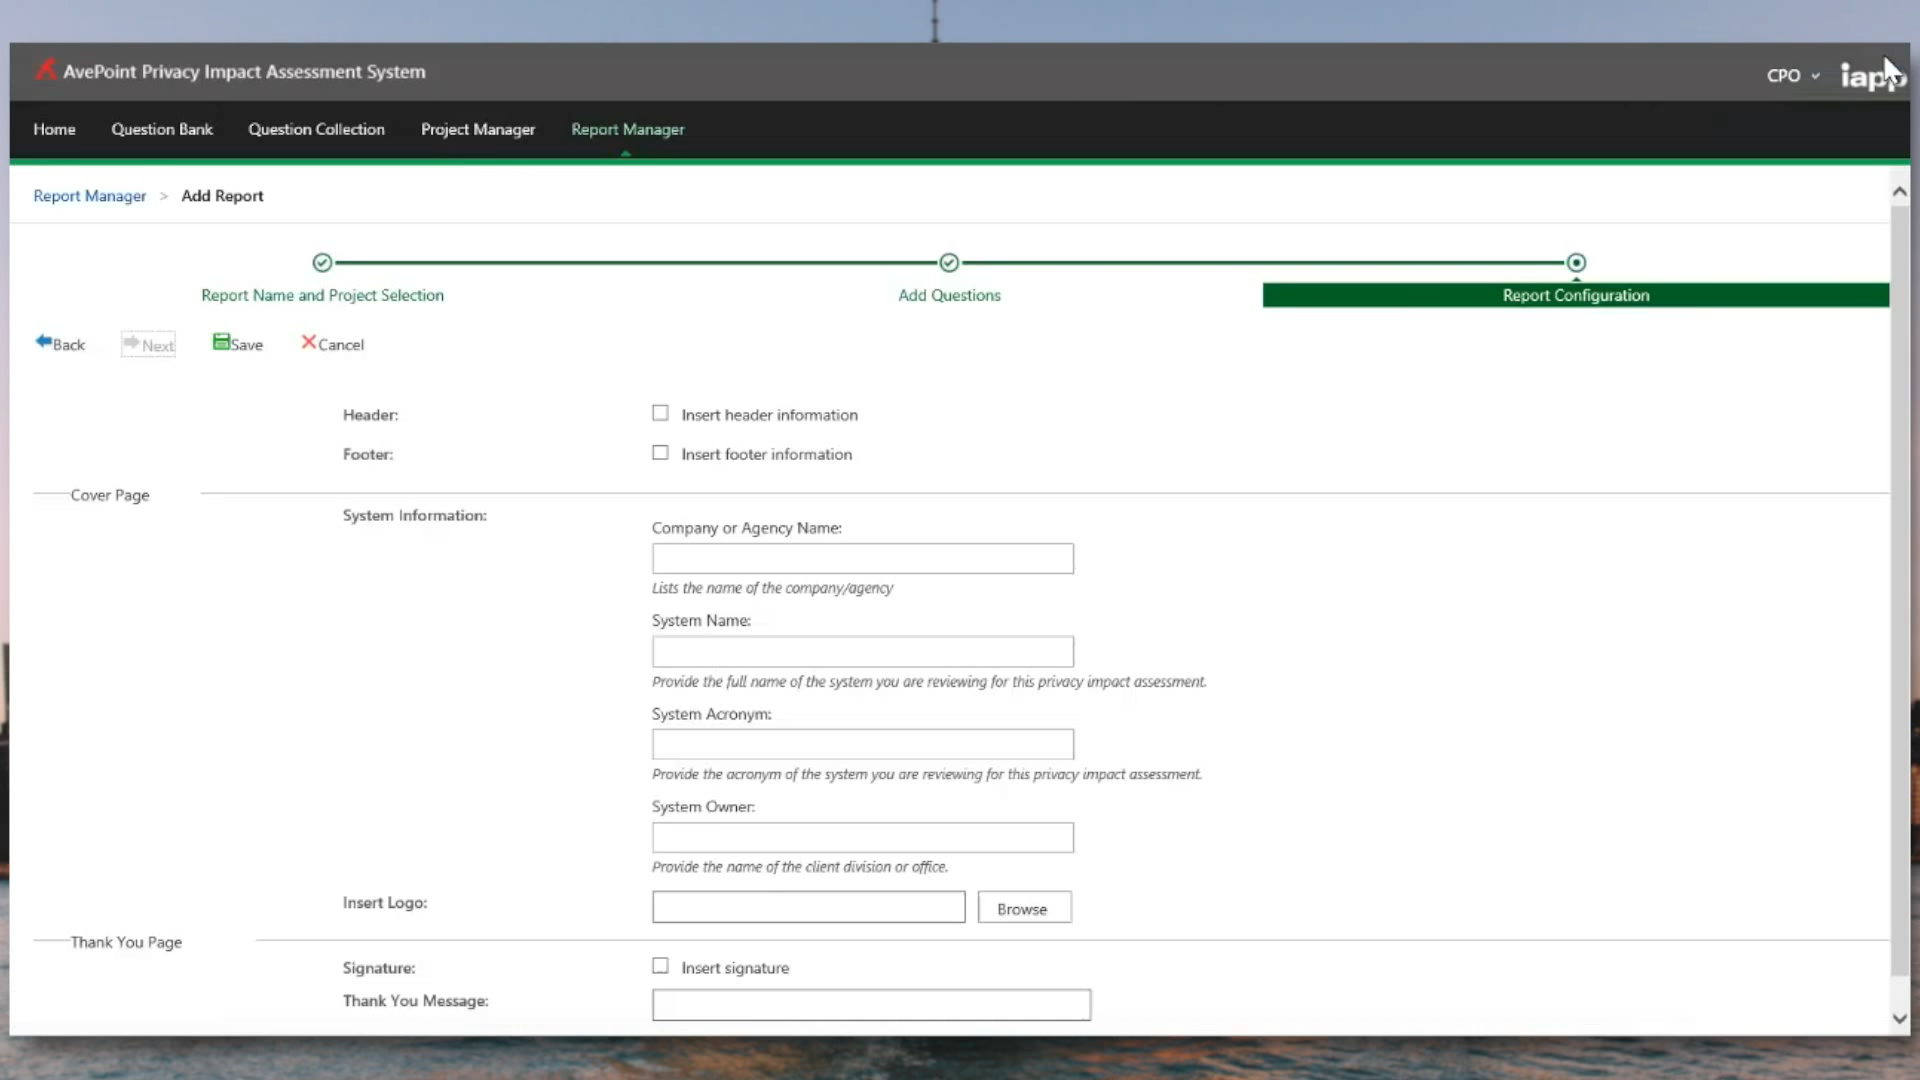 AvePoint Privacy Impact Assessment System
CPO
iapp
Home Question Bank Question Collection Project Manager Report Manager
Report Manager > Add Report
Report Name and Project Selection Add Questions Report Configuration
Back Next Save Cancel
Header: Insert header information
Footer: Insert footer information
Cover Page
System Information:
Company or Agency Name:
Lists the name of the company/agency
System Name:
Provide the full name of the system you are reviewing for this privacy impact assessment.
System Acronym:
Provide the acronym of the system you are reviewing for this privacy impact assessment.
System Owner:
Provide the name of the client division or office.
Insert Logo: Browse
Thank You Page
Signature: Insert signature
Thank You Message: